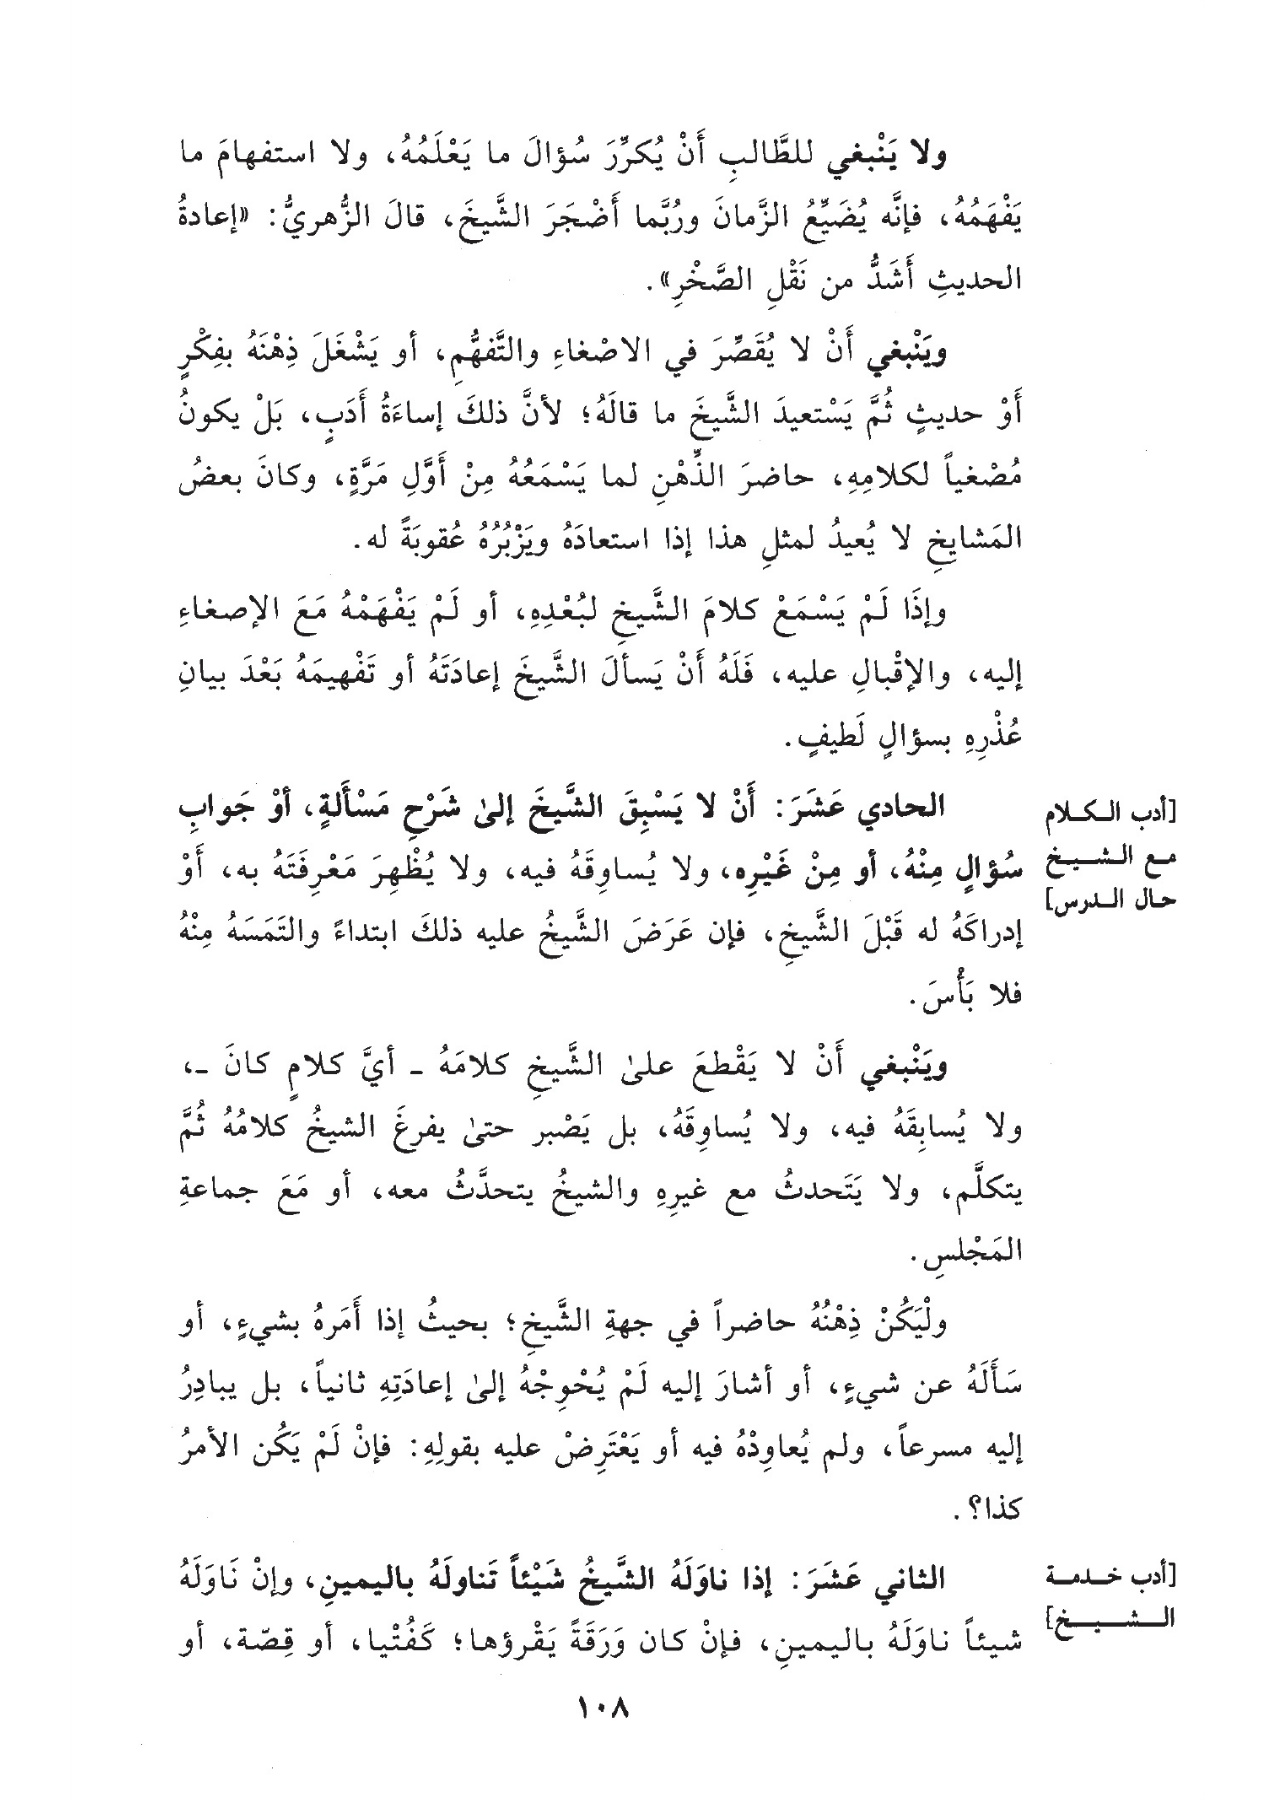 ولا يَنْبغي للطَّالبِ أَنْ يُكرِّرَ سُؤالَ ما يَعْلَمُهُ، ولا استفهامَ ما
يَفْهَمُهُ، فإنَّه يُضَيِّعُ الزَّمانَ ورُبَّما أَضْجَرَ الشَّيخَ، قالَ الزُّهريُّ: «إعادةُ
الحديثِ أَشَدُّ من نَقْلِ الصَّخْرِ».
ويَنْبغي أَنْ لا يُقَصِّرَ في الاصْغاءِ والتَّفهُّمِ، أو يَشْغَلَ ذِهْنَهُ بفِكْرٍ
أَوْ حديثٍ ثُمَّ يَسْتعيدَ الشَّيخَ ما قالَهُ؛ لأنَّ ذلكَ إساءَةُ أَدَبٍ، بَلْ يكونُ
مُصْغياً لكلامِهِ، حاضرَ الذِّهْنِ لما يَسْمَعُهُ مِنْ أَوَّلِ مَرَّةٍ، وكانَ بعضُ
المَشايخِ لا يُعيدُ لمثلِ هذا إذا استعادَهُ ويَزْبُرُهُ عُقوبَةً له.
وإذَا لَمْ يَسْمَعْ كلامَ الشَّيخِ لبُعْدِهِ، أو لَمْ يَفْهَمْهُ مَعَ الإصغاءِ
إليه، والإقْبالِ عليه، فَلَهُ أَنْ يَسألَ الشَّيخَ إعادَتَهُ أو تَفْهيمَهُ بَعْدَ بيانِ
عُذْرِهِ بسؤالٍ لَطيفٍ.
[أدب الكلام
مع الشيخ
حال الدرس]
الحادي عَشَرَ: أَنْ لا يَسْبِقَ الشَّيخَ إلىٰ شَرْحِ مَسْأَلةٍ، أوْ جَوابِ
سُؤالٍ مِنْهُ، أو مِنْ غَيْرِه، ولا يُساوِقَهُ فيه، ولا يُظْهِرَ مَعْرِفَتَهُ به، أَوْ
إدراكَهُ له قَبْلَ الشَّيخِ، فإن عَرَضَ الشَّيخُ عليه ذلكَ ابتداءً والتَمَسَهُ مِنْهُ
فلا بَأْسَ.
ويَنْبغي أَنْ لا يَقْطعَ علىٰ الشَّيخِ كلامَهُ ـ أيَّ كلامٍ كانَ ـ،
ولا يُسابِقَهُ فيه، ولا يُساوِقَهُ، بل يَصْبر حتىٰ يفرغَ الشيخُ كلامُهُ ثُمَّ
يتكلَّم، ولا يَتَحدثُ مع غيرِهِ والشيخُ يتحدَّثُ معه، أو مَعَ جماعةِ
المَجْلسِ.
ولْيَكُنْ ذِهْنُهُ حاضراً في جهةِ الشَّيخِ؛ بحيثُ إذا أَمَرهُ بشيءٍ، أو
سَأَلَهُ عن شيءٍ، أو أشارَ إليه لَمْ يُحْوِجْهُ إلىٰ إعادَتِهِ ثانياً، بل يبادِرُ
إليه مسرعاً، ولم يُعاوِدْهُ فيه أو يَعْتَرِضْ عليه بقولِهِ: فإنْ لَمْ يَكُن الأمرُ
كذا؟.
[أدب خدمة
الشيخ]
الثاني عَشَرَ: إذا ناوَلَهُ الشَّيخُ شَيْئاً تَناولَهُ باليمينِ، وإنْ نَاوَلَهُ
شيئاً ناوَلَهُ باليمينِ، فإنْ كان وَرَقَةً يَقْرؤها؛ كَفُتْيا، أو قِصّة، أو
١٠٨